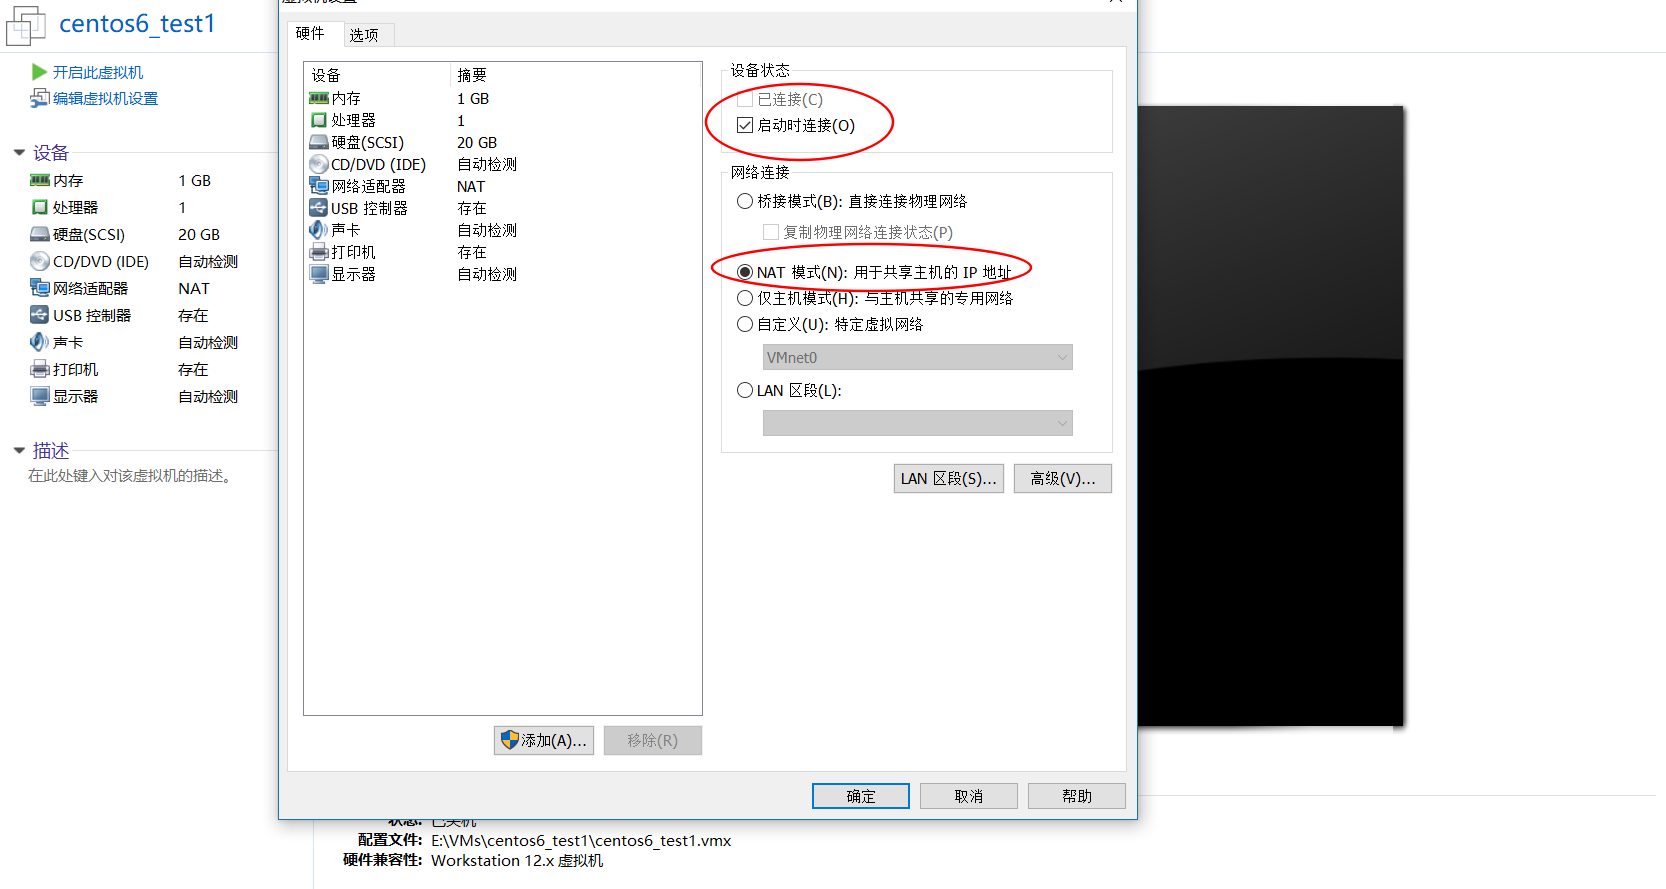 centos6_test1
开启此虚拟机
编辑虚拟机设置
设备
内存 1 GB
处理器 1
硬盘(SCSI) 20 GB
CD/DVD (IDE) 自动检测
网络适配器 NAT
USB 控制器 存在
声卡 自动检测
打印机 存在
显示器 自动检测
描述
在此处键入对该虚拟机的描述。
虚拟机设置
硬件 选项
设备 摘要
内存 1 GB
处理器 1
硬盘(SCSI) 20 GB
CD/DVD (IDE) 自动检测
网络适配器 NAT
USB 控制器 存在
声卡 自动检测
打印机 存在
显示器 自动检测
添加(A)... 移除(R)
设备状态
已连接(C)
启动时连接(O)
网络连接
桥接模式(B): 直接连接物理网络
复制物理网络连接状态(P)
NAT 模式(N): 用于共享主机的 IP 地址
仅主机模式(H): 与主机共享的专用网络
自定义(U): 特定虚拟网络
VMnet0
LAN 区段(L):
LAN 区段(S)... 高级(V)...
确定 取消 帮助
状态: 已关机
配置文件: E:\VMs\centos6_test1\centos6_test1.vmx
硬件兼容性: Workstation 12.x 虚拟机